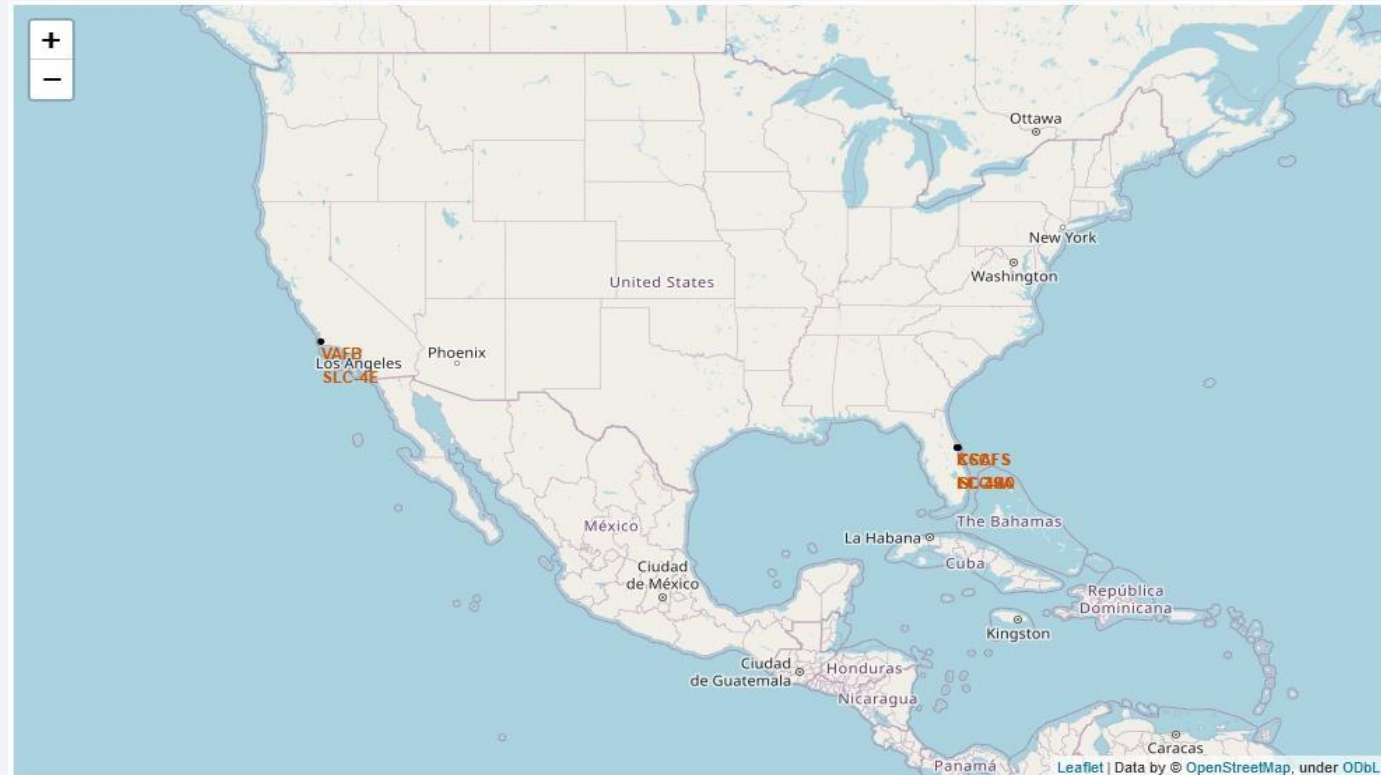 +
−
Ottawa
New York
Washington
United States
Phoenix
VAFB
Los Angeles
SLC-4E
The Bahamas
México
La Habana
Cuba
Ciudad
de México
República
Dominicana
Kingston
Ciudad
de Guatemala
Honduras
Nicaragua
Caracas
Panamá
Leaflet | Data by © OpenStreetMap, under ODbL